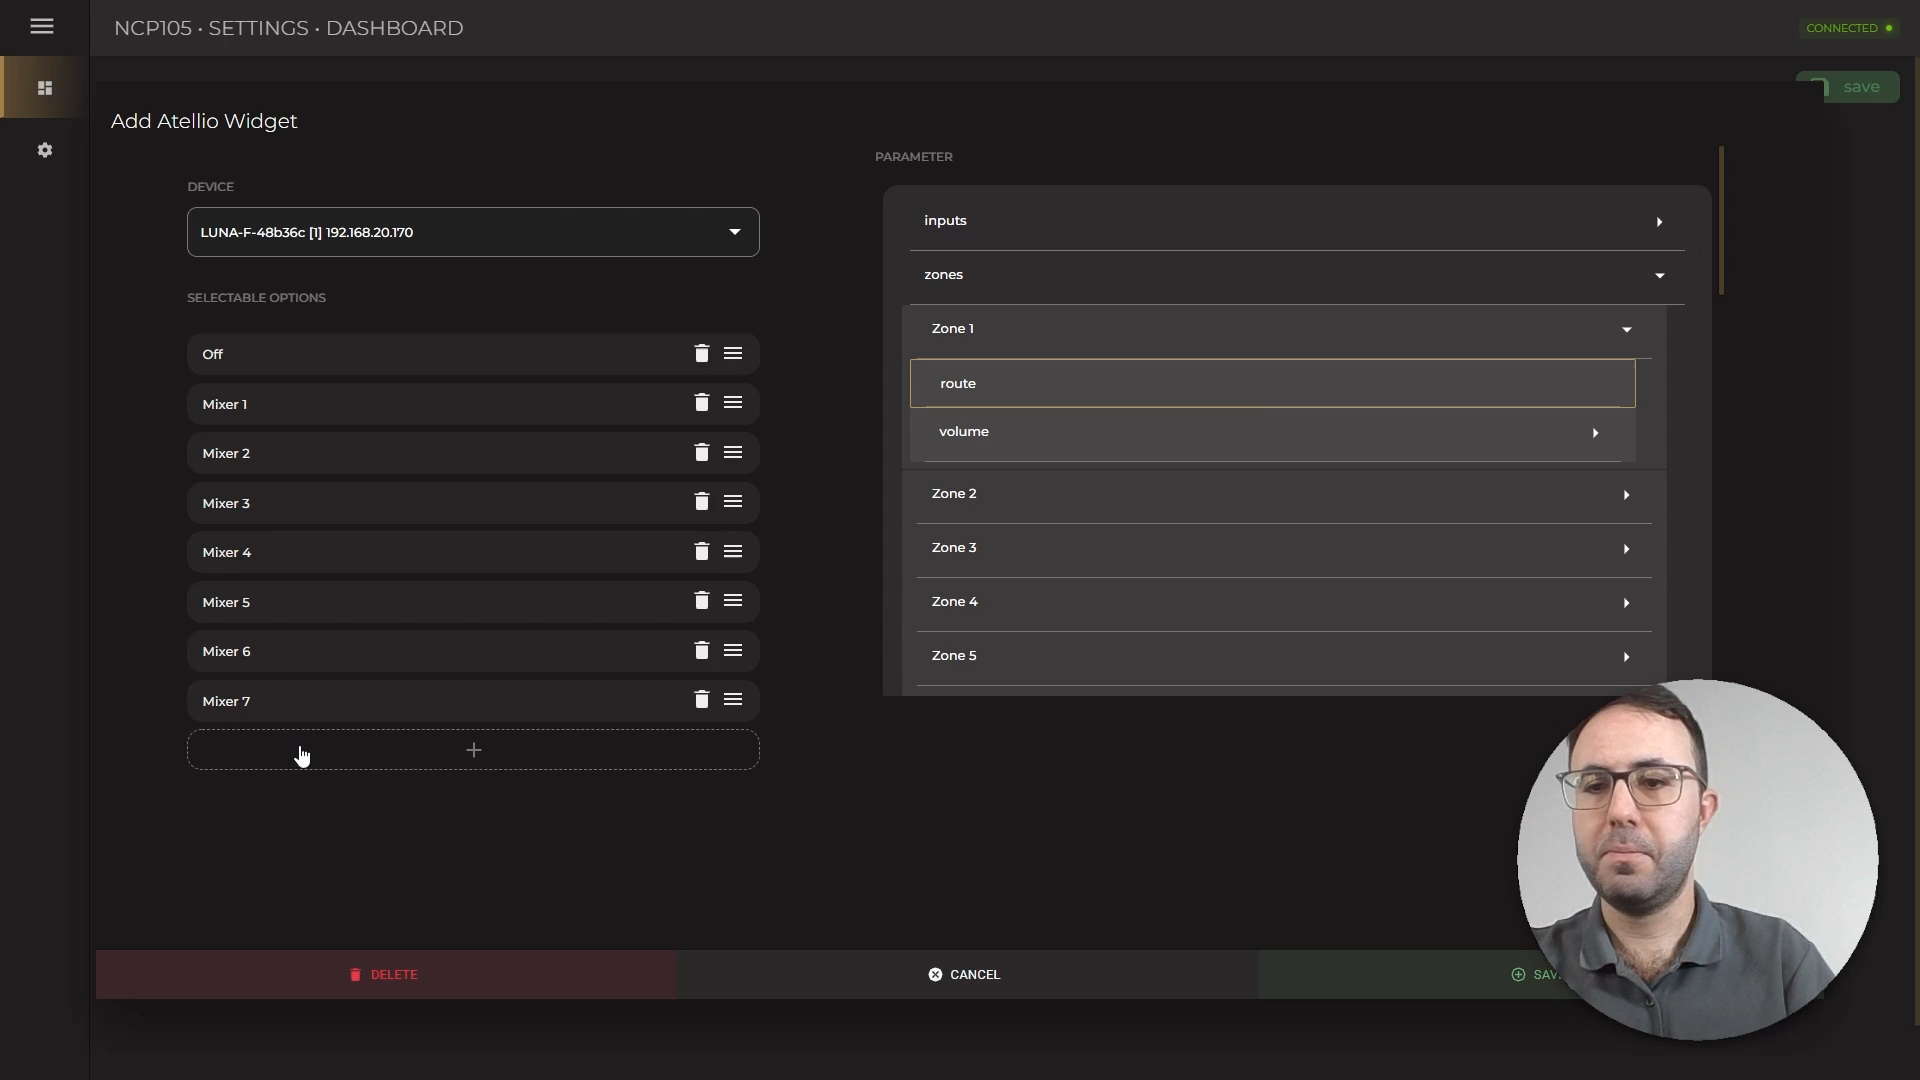 NCP105 • SETTINGS • DASHBOARD
CONNECTED
save
Add Atellio Widget
DEVICE
LUNA-F-48b36c [1] 192.168.20.170
SELECTABLE OPTIONS
Off
Mixer 1
Mixer 2
Mixer 3
Mixer 4
Mixer 5
Mixer 6
Mixer 7
PARAMETER
inputs
zones
Zone 1
route
volume
Zone 2
Zone 3
Zone 4
Zone 5
DELETE
CANCEL